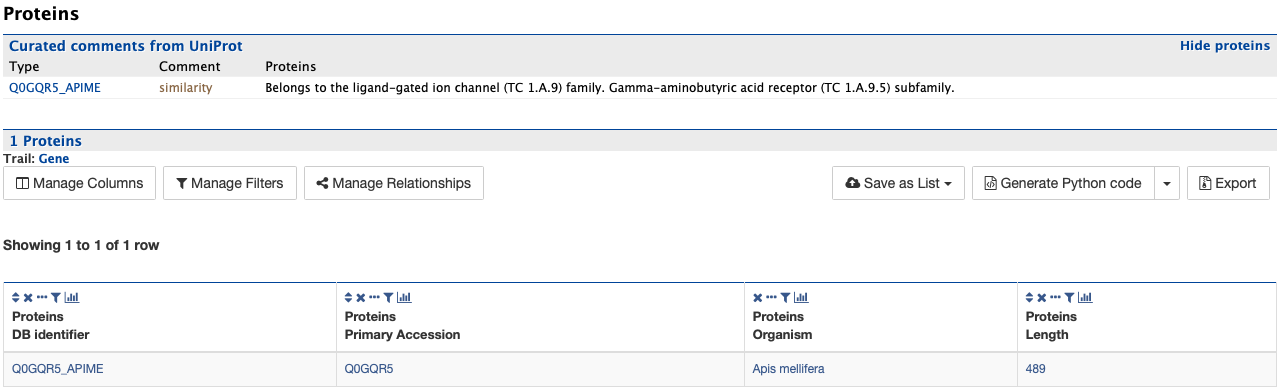 Proteins
Curated comments from UniProt Hide proteins
Type Comment Proteins
Q0GQR5_APIME similarity Belongs to the ligand-gated ion channel (TC 1.A.9) family. Gamma-aminobutyric acid receptor (TC 1.A.9.5) subfamily.
1 Proteins
Trail: Gene
Manage Columns Manage Filters Manage Relationships Save as List Generate Python code Export
Showing 1 to 1 of 1 row
Proteins Proteins Proteins Proteins
DB identifier Primary Accession Organism Length
Q0GQR5_APIME Q0GQR5 Apis mellifera 489